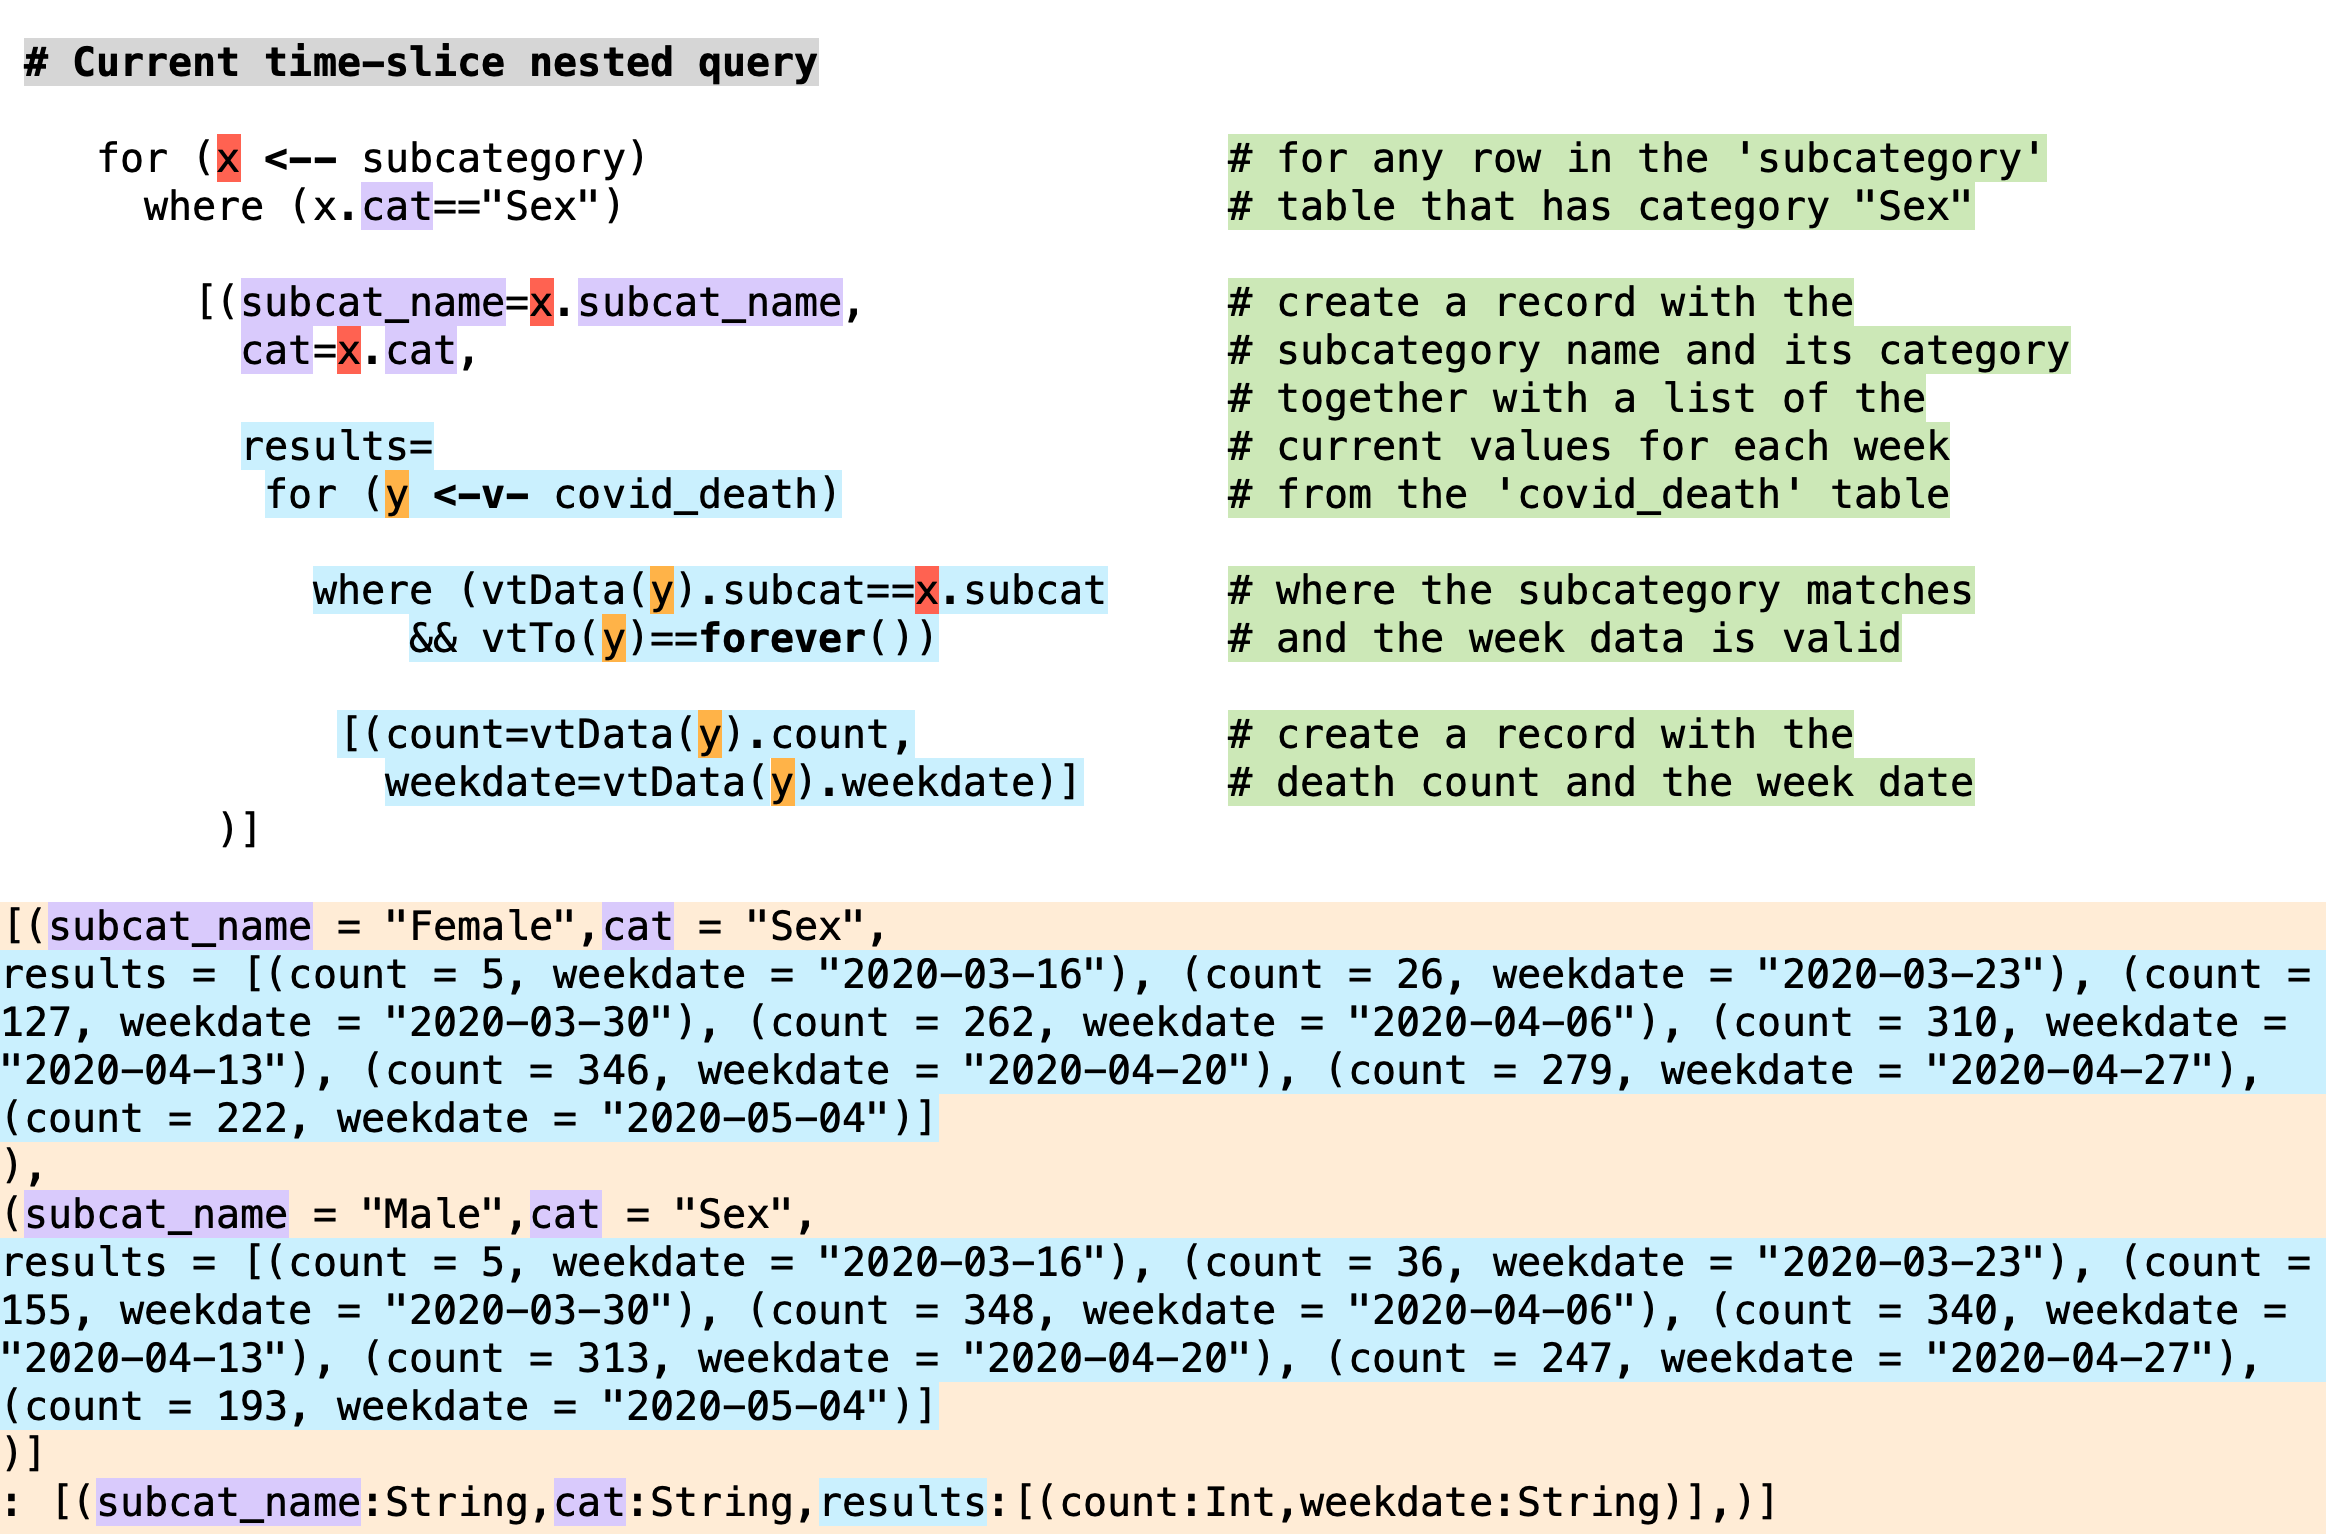 # Current time-slice nested query
for (x <-- subcategory) # for any row in the 'subcategory'
where (x.cat=="Sex") # table that has category "Sex"
[(subcat_name=x.subcat_name, # create a record with the
cat=x.cat, # subcategory name and its category
# together with a list of the
results= # current values for each week
for (y <-v- covid_death) # from the 'covid_death' table
where (vtData(y).subcat==x.subcat # where the subcategory matches
&& vtTo(y)==forever()) # and the week data is valid
[(count=vtData(y).count, # create a record with the
weekdate=vtData(y).weekdate)] # death count and the week date
)]
[(subcat_name = "Female",cat = "Sex",
results = [(count = 5, weekdate = "2020-03-16"), (count = 26, weekdate = "2020-03-23"), (count =
127, weekdate = "2020-03-30"), (count = 262, weekdate = "2020-04-06"), (count = 310, weekdate =
"2020-04-13"), (count = 346, weekdate = "2020-04-20"), (count = 279, weekdate = "2020-04-27"),
(count = 222, weekdate = "2020-05-04")]
),
(subcat_name = "Male",cat = "Sex",
results = [(count = 5, weekdate = "2020-03-16"), (count = 36, weekdate = "2020-03-23"), (count =
155, weekdate = "2020-03-30"), (count = 348, weekdate = "2020-04-06"), (count = 340, weekdate =
"2020-04-13"), (count = 313, weekdate = "2020-04-20"), (count = 247, weekdate = "2020-04-27"),
(count = 193, weekdate = "2020-05-04")]
)]
: [(subcat_name:String,cat:String,results:[(count:Int,weekdate:String)],)]